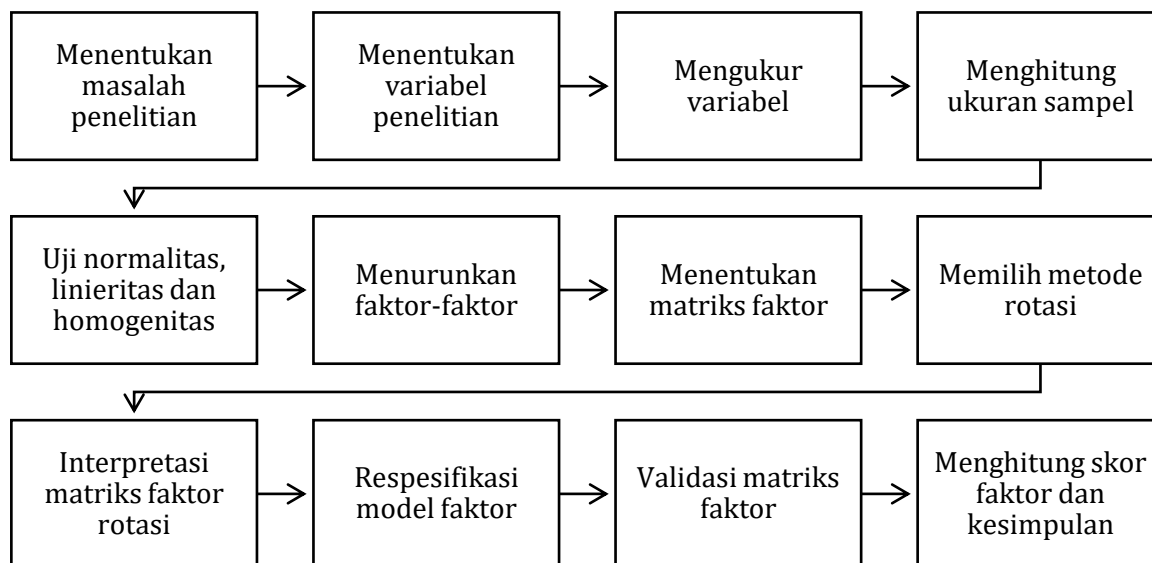 Menentukan
masalah
penelitian
Menentukan
variabel
penelitian
Mengukur
variabel
Menghitung
ukuran sampel
Uji normalitas,
linieritas dan
homogenitas
Menurunkan
faktor-faktor
Menentukan
matriks faktor
Memilih metode
rotasi
Interpretasi
matriks faktor
rotasi
Respesifikasi
model faktor
Validasi matriks
faktor
Menghitung skor
faktor dan
kesimpulan